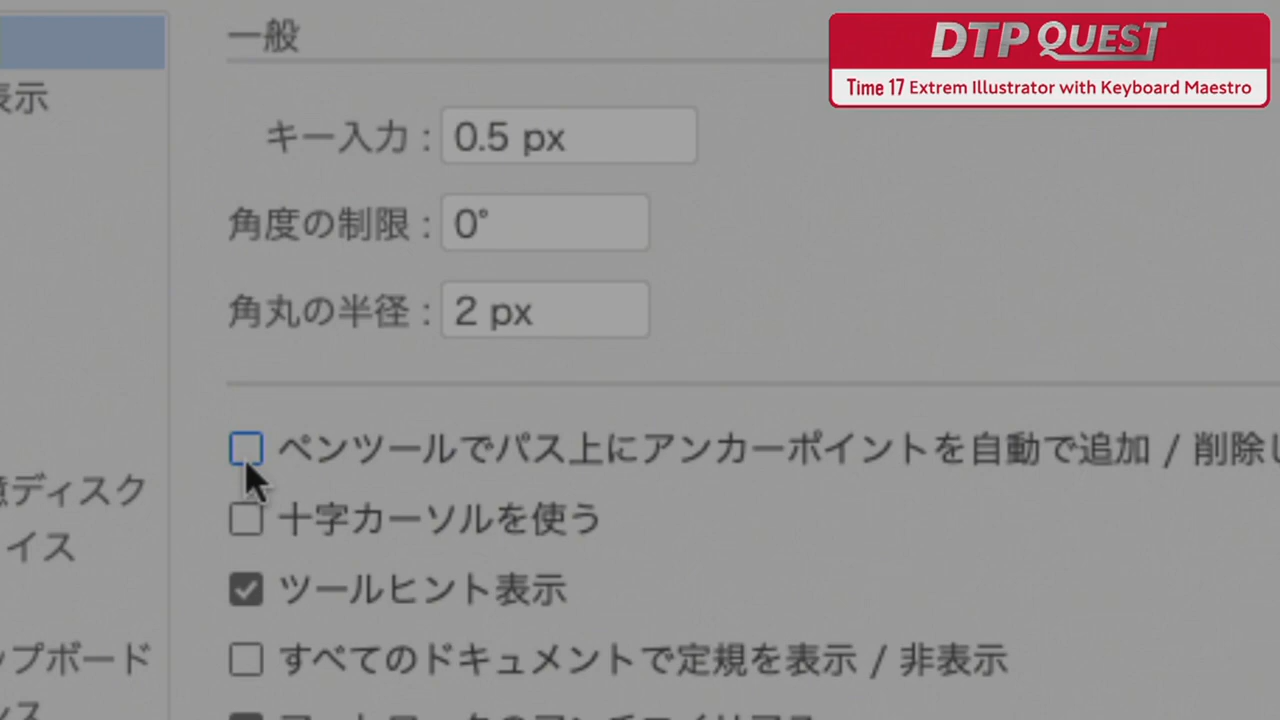 DTP QUEST
Time 17 Extrem Illustrator with Keyboard Maestro
一般
表示
キー入力 : 0.5 px
角度の制限 : 0°
角丸の半径 : 2 px
ペンツールでパス上にアンカーポイントを自動で追加 / 削除し
ディスク
十字カーソルを使う
イス
ツールヒント表示
ップボード
すべてのドキュメントで定規を表示 / 非表示
ス